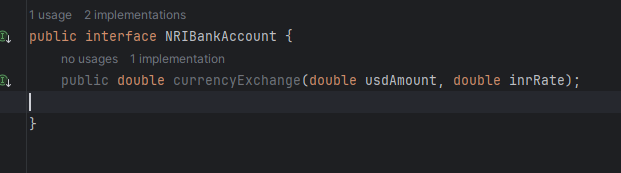 1 usage 2 implementations
public interface NRIBankAccount {
no usages 1 implementation
public double currencyExchange(double usdAmount, double inrRate);
}